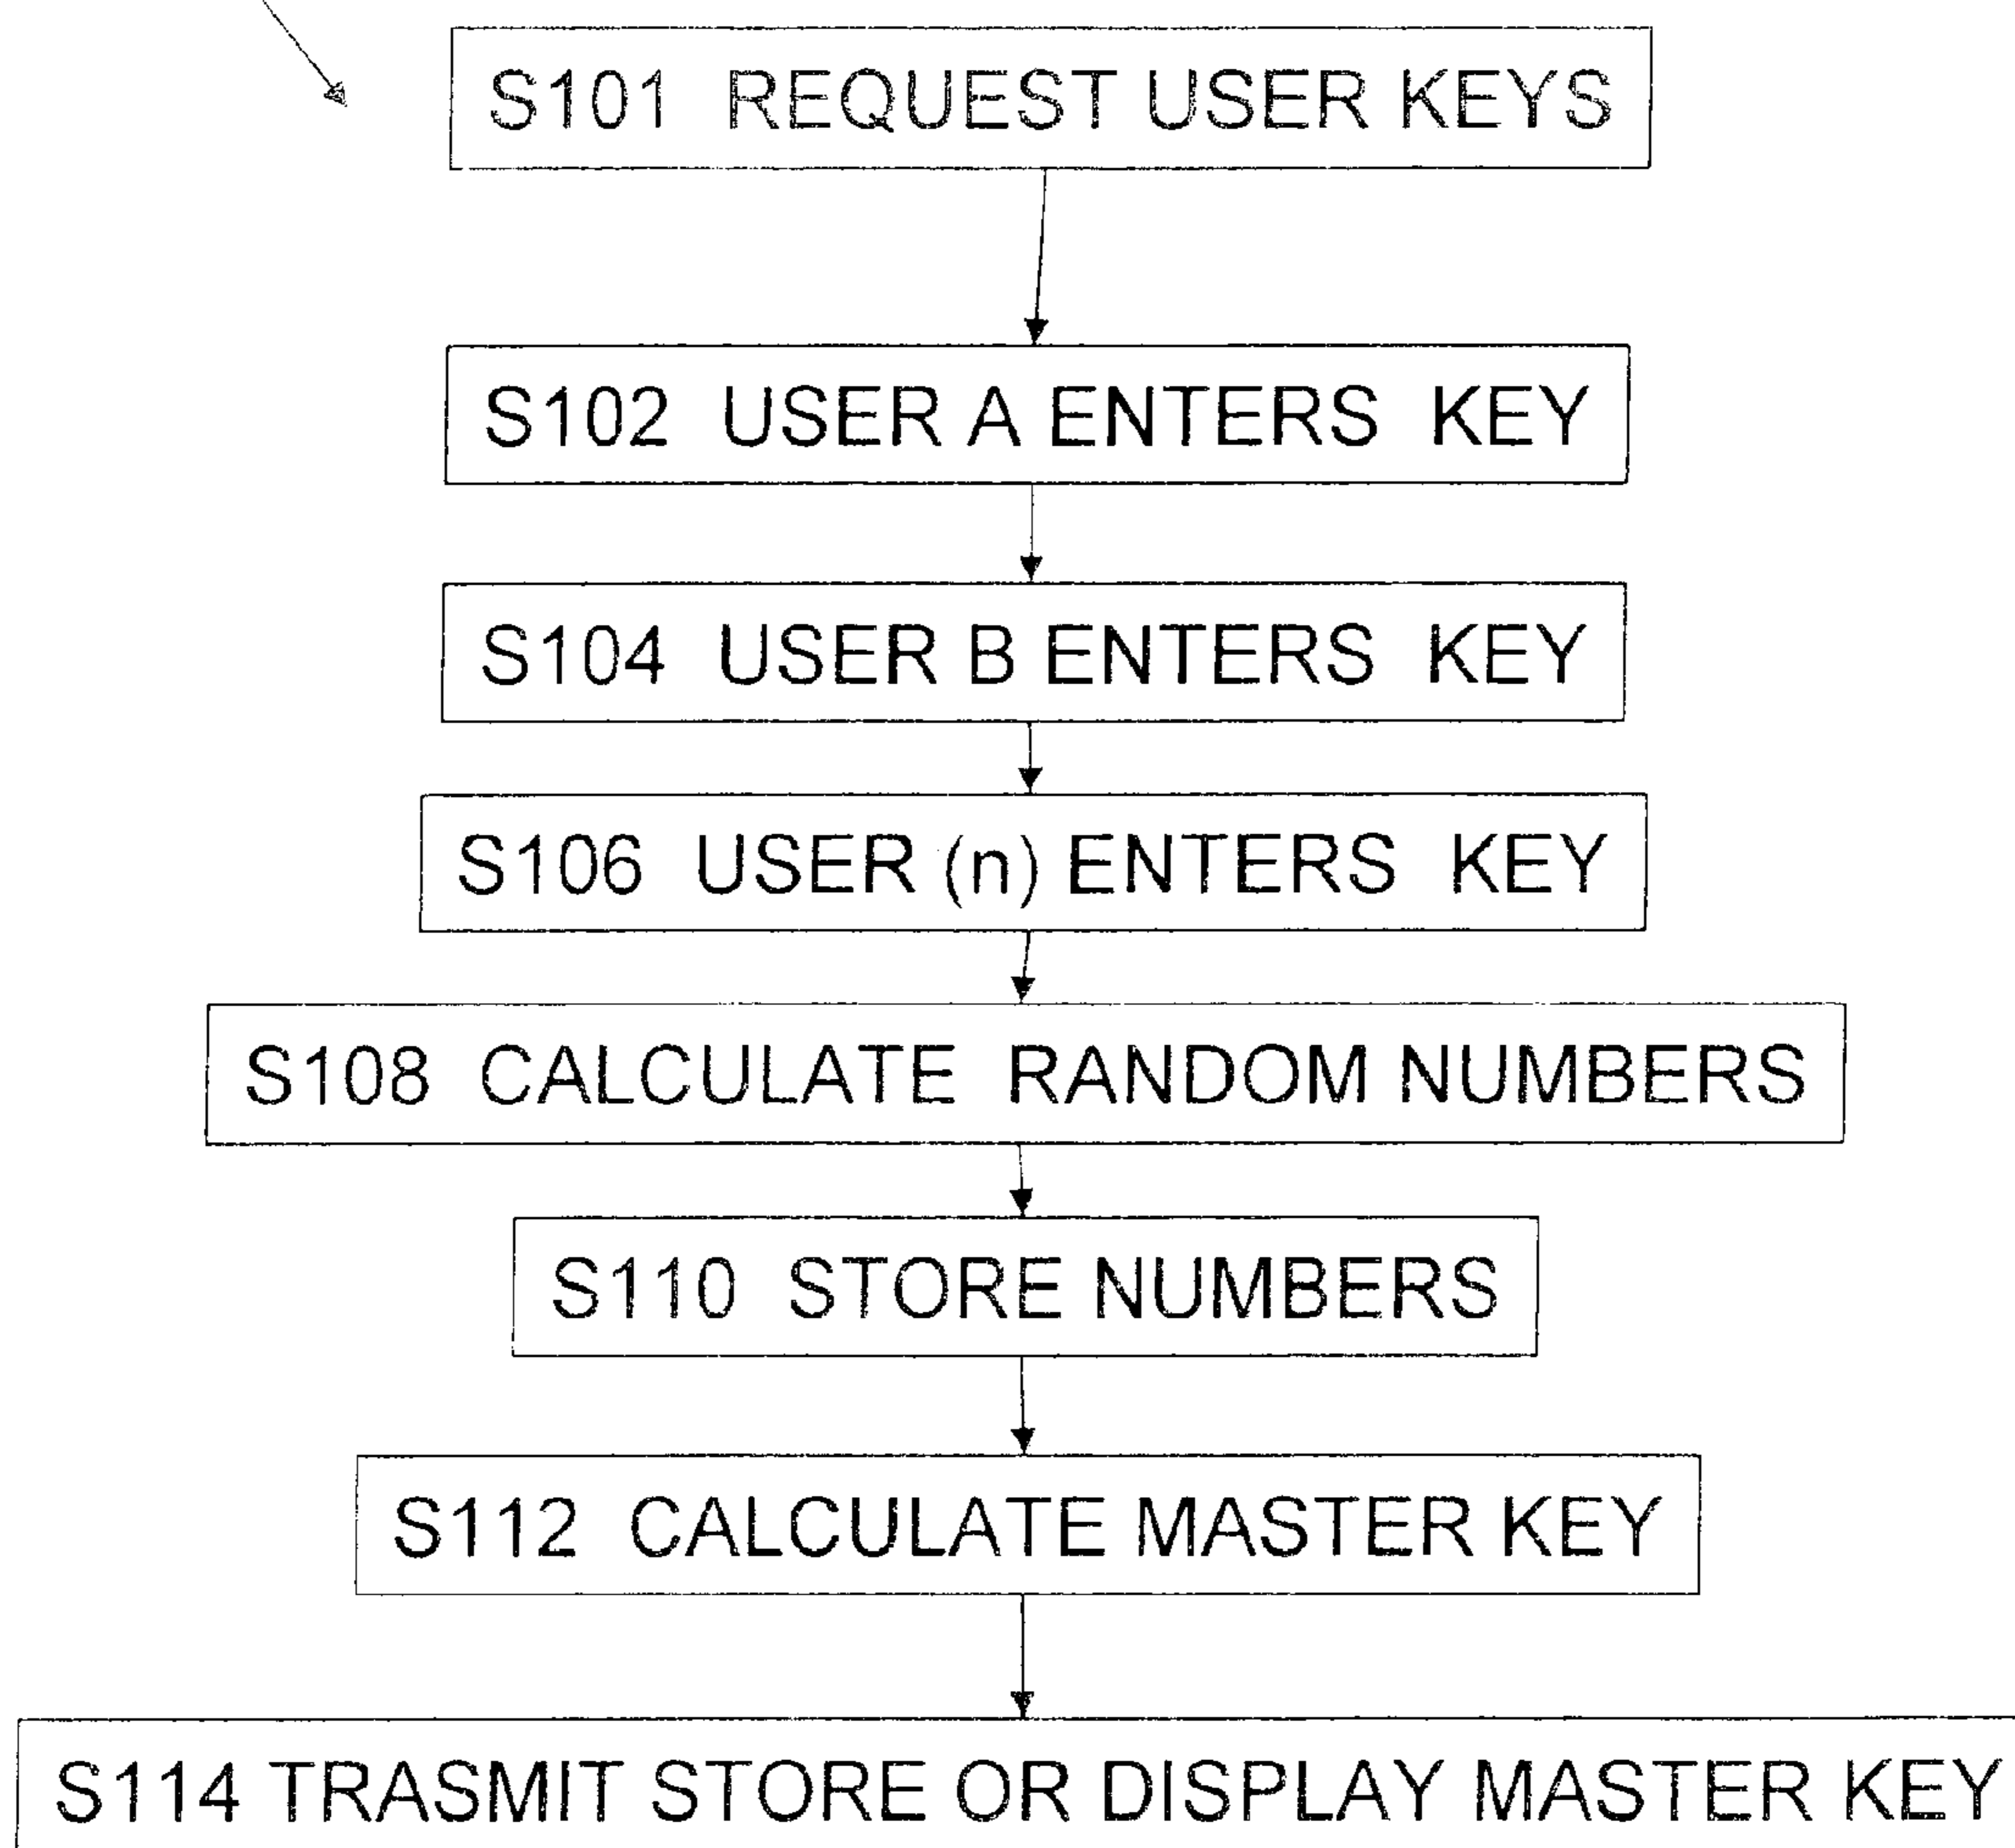 S101 REQUEST USER KEYS
S102 USER A ENTERS KEY
S104 USER B ENTERS KEY
S106 USER (n) ENTERS KEY
S108 CALCULATE RANDOM NUMBERS
S110 STORE NUMBERS
S112 CALCULATE MASTER KEY
S114 TRASMIT STORE OR DISPLAY MASTER KEY